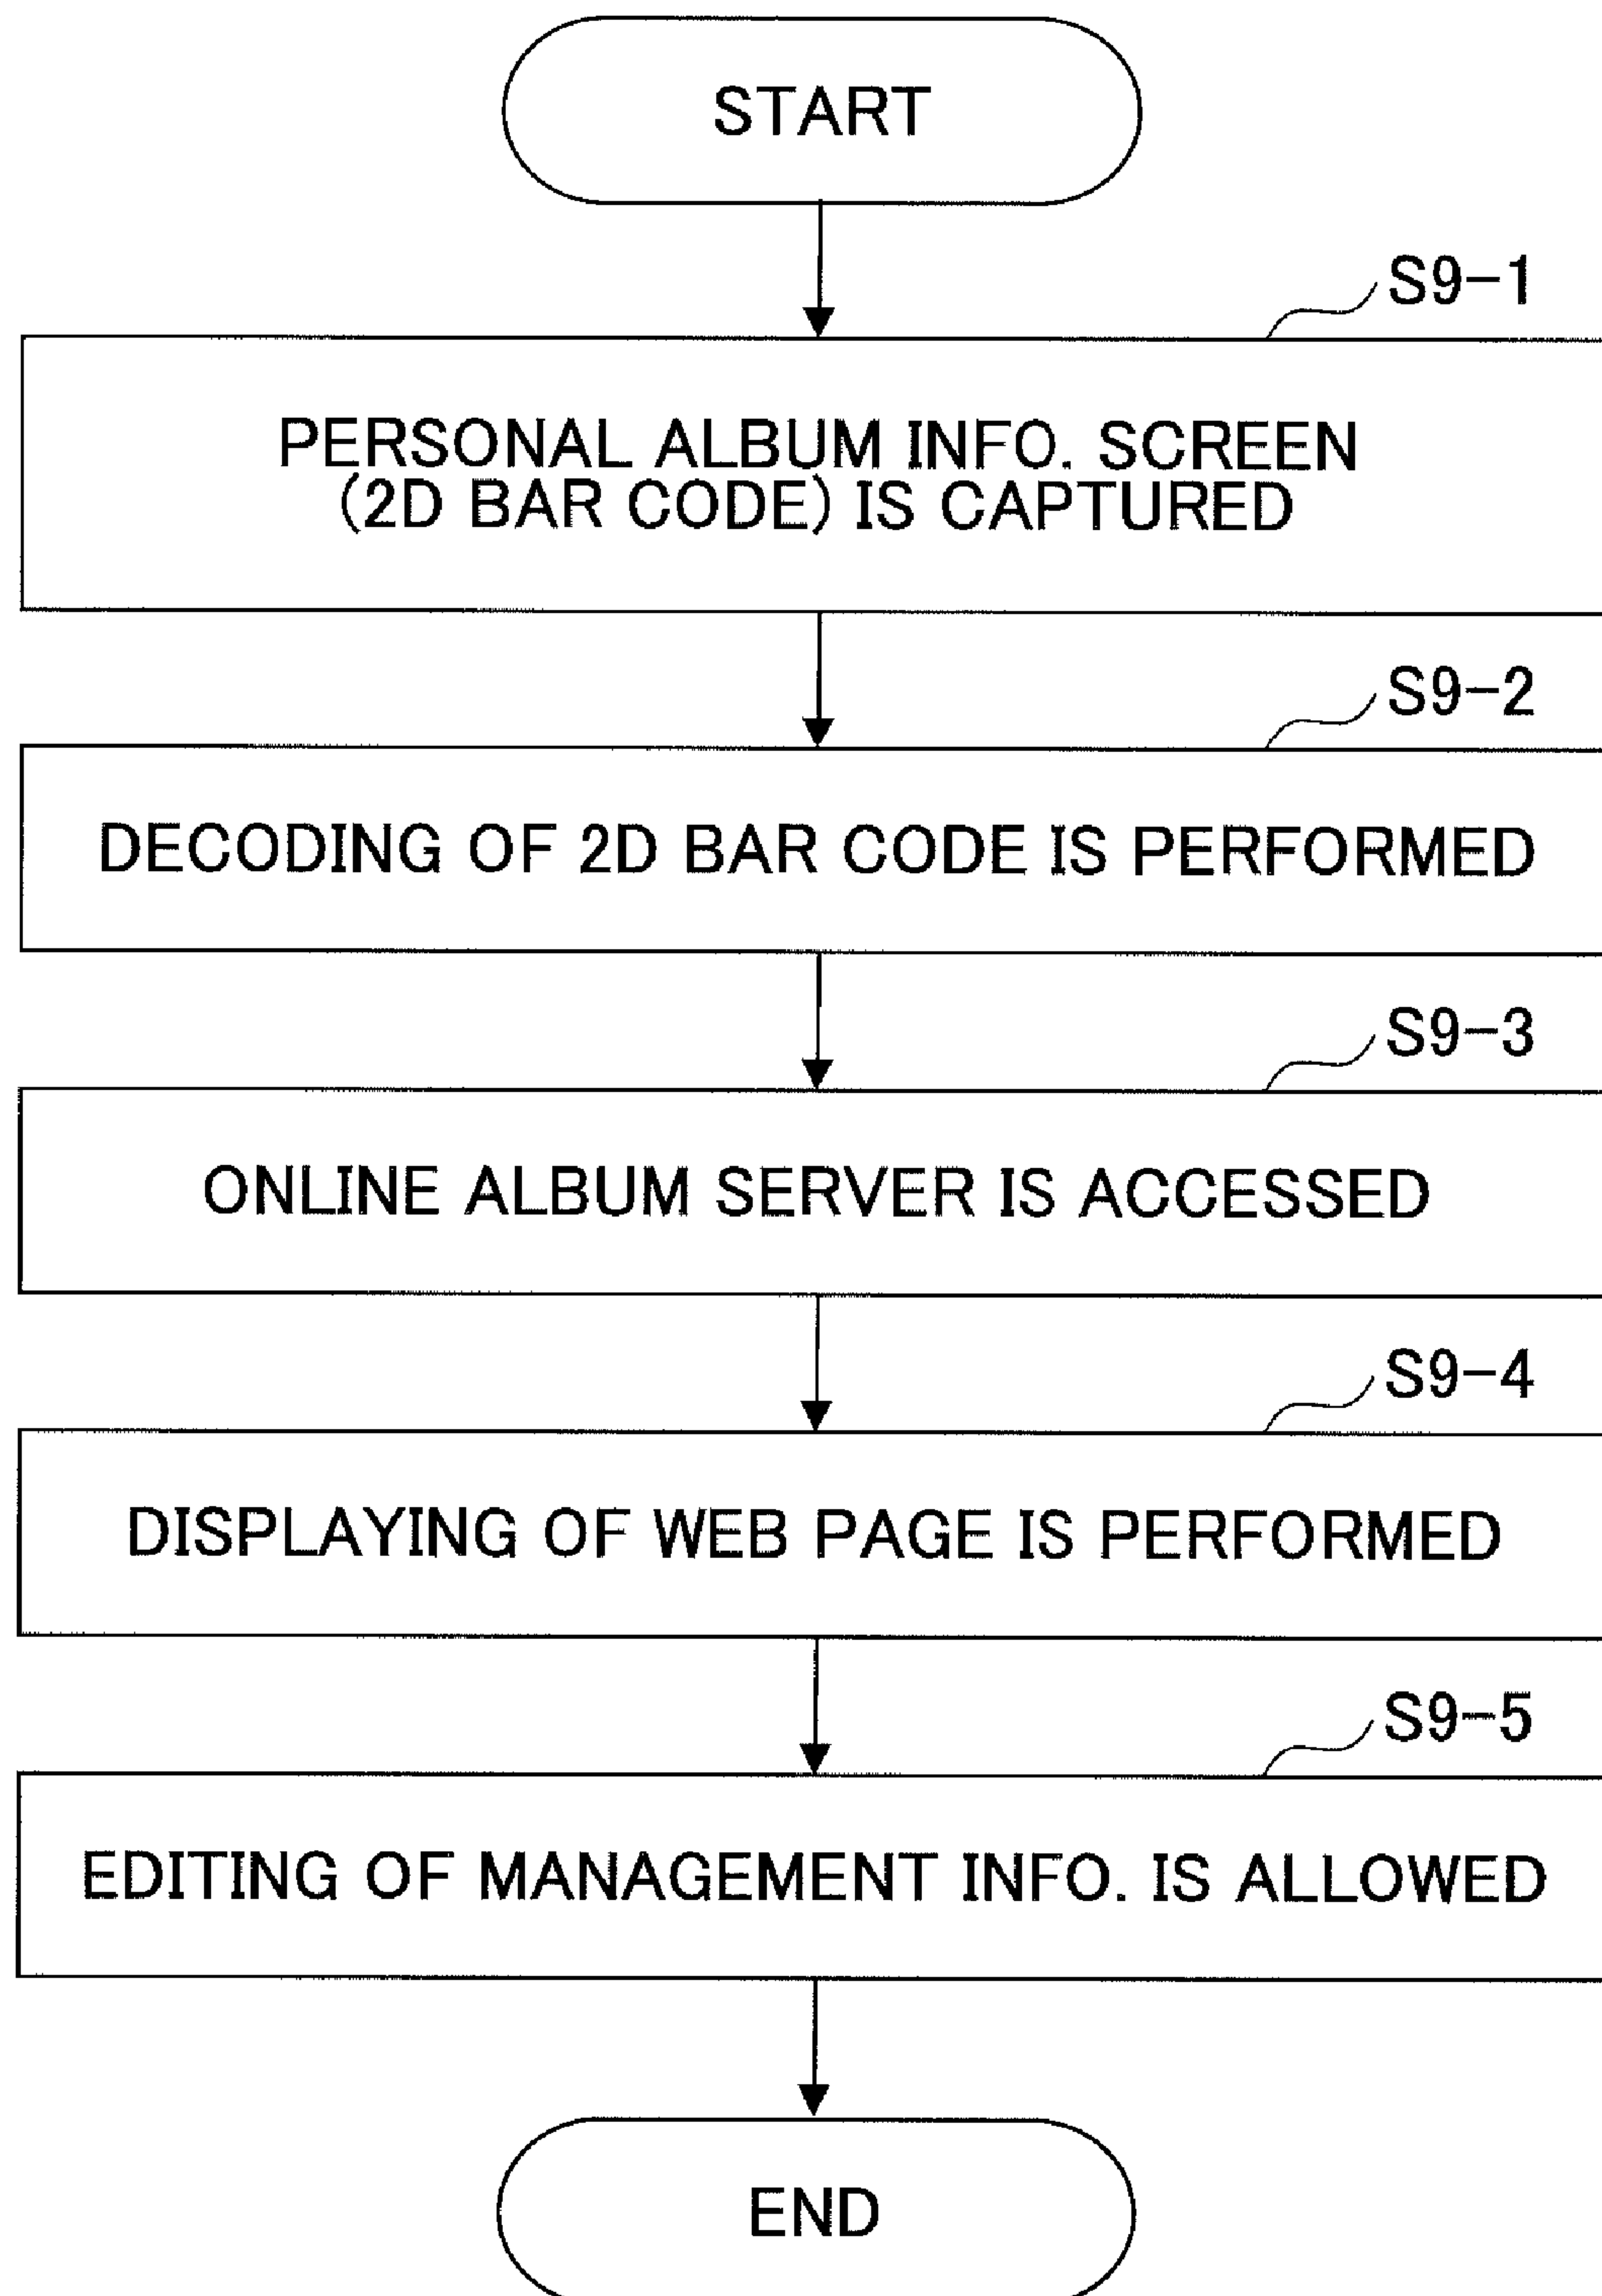 START
S9-1
PERSONAL ALBUM INFO. SCREEN
(2D BAR CODE) IS CAPTURED
S9-2
DECODING OF 2D BAR CODE IS PERFORMED
S9-3
ONLINE ALBUM SERVER IS ACCESSED
S9-4
DISPLAYING OF WEB PAGE IS PERFORMED
S9-5
EDITING OF MANAGEMENT INFO. IS ALLOWED
END